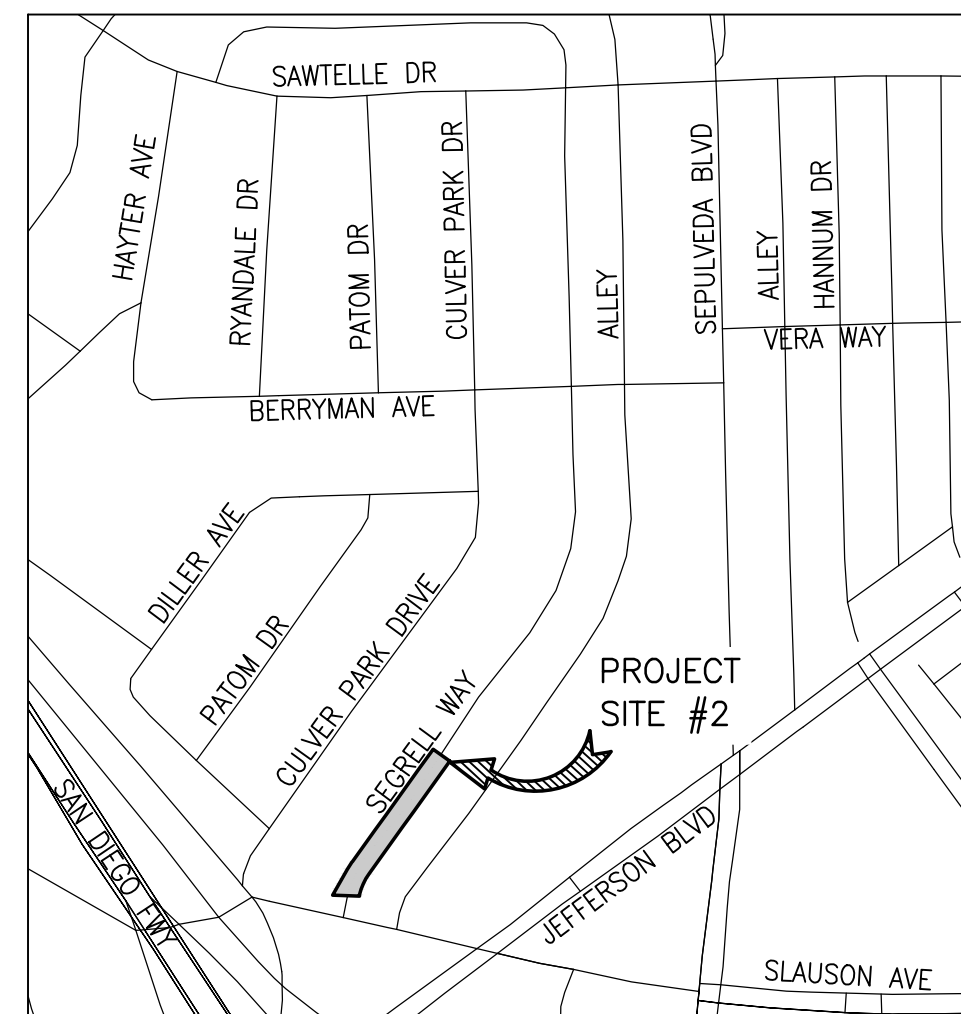 SAWTELLE DR
HAYTER AVE
RYANDALE DR
PATOM DR
CULVER PARK DR
ALLEY
SEPULVEDA BLVD
ALLEY
HANNUM DR
VERA WAY
BERRYMAN AVE
DILLER AVE
PATOM DR
CULVER PARK DRIVE
SEGRELL WAY
PROJECT
SITE #2
SAN DIEGO FWY
JEFFERSON BLVD
SLAUSON AVE